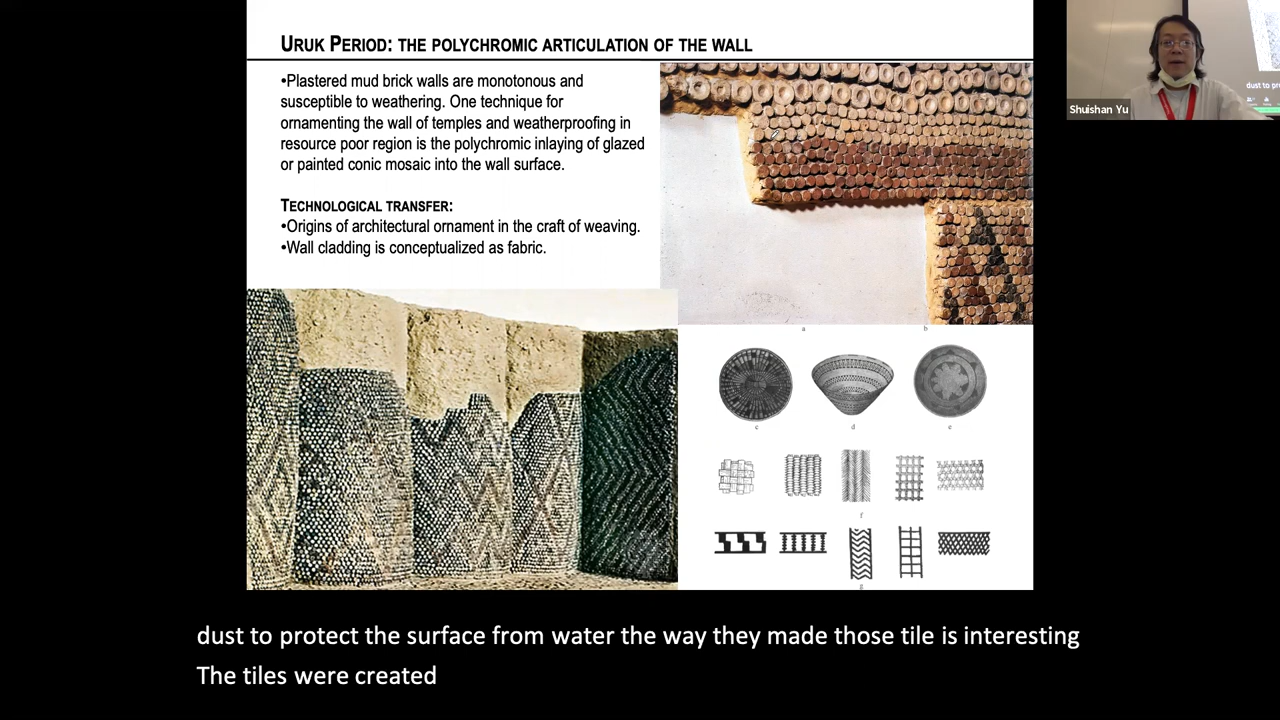 URUK PERIOD: THE POLYCHROMIC ARTICULATION OF THE WALL
•Plastered mud brick walls are monotonous and
susceptible to weathering. One technique for
ornamenting the wall of temples and weatherproofing in
resource poor region is the polychromic inlaying of glazed
or painted conic mosaic into the wall surface.
TECHNOLOGICAL TRANSFER:
•Origins of architectural ornament in the craft of weaving.
•Wall cladding is conceptualized as fabric.
a b
c d e
f
g
Shuishan Yu
dust to pr
dust to protect the surface from water the way they made those tile is interesting
The tiles were created